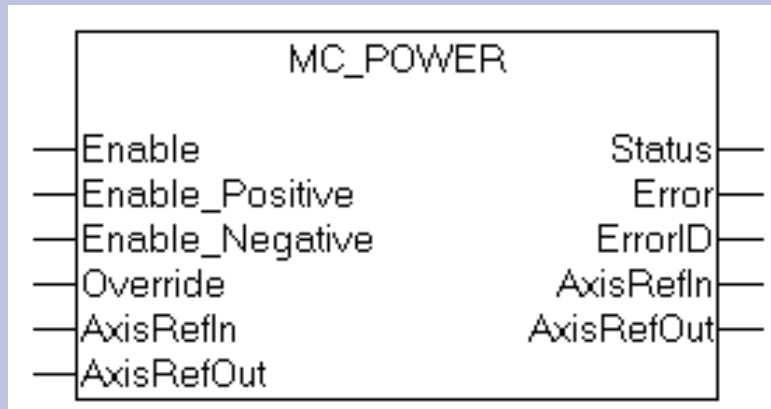 MC_POWER
Enable Status
Enable_Positive Error
Enable_Negative ErrorID
Override AxisRefIn
AxisRefIn AxisRefOut
AxisRefOut